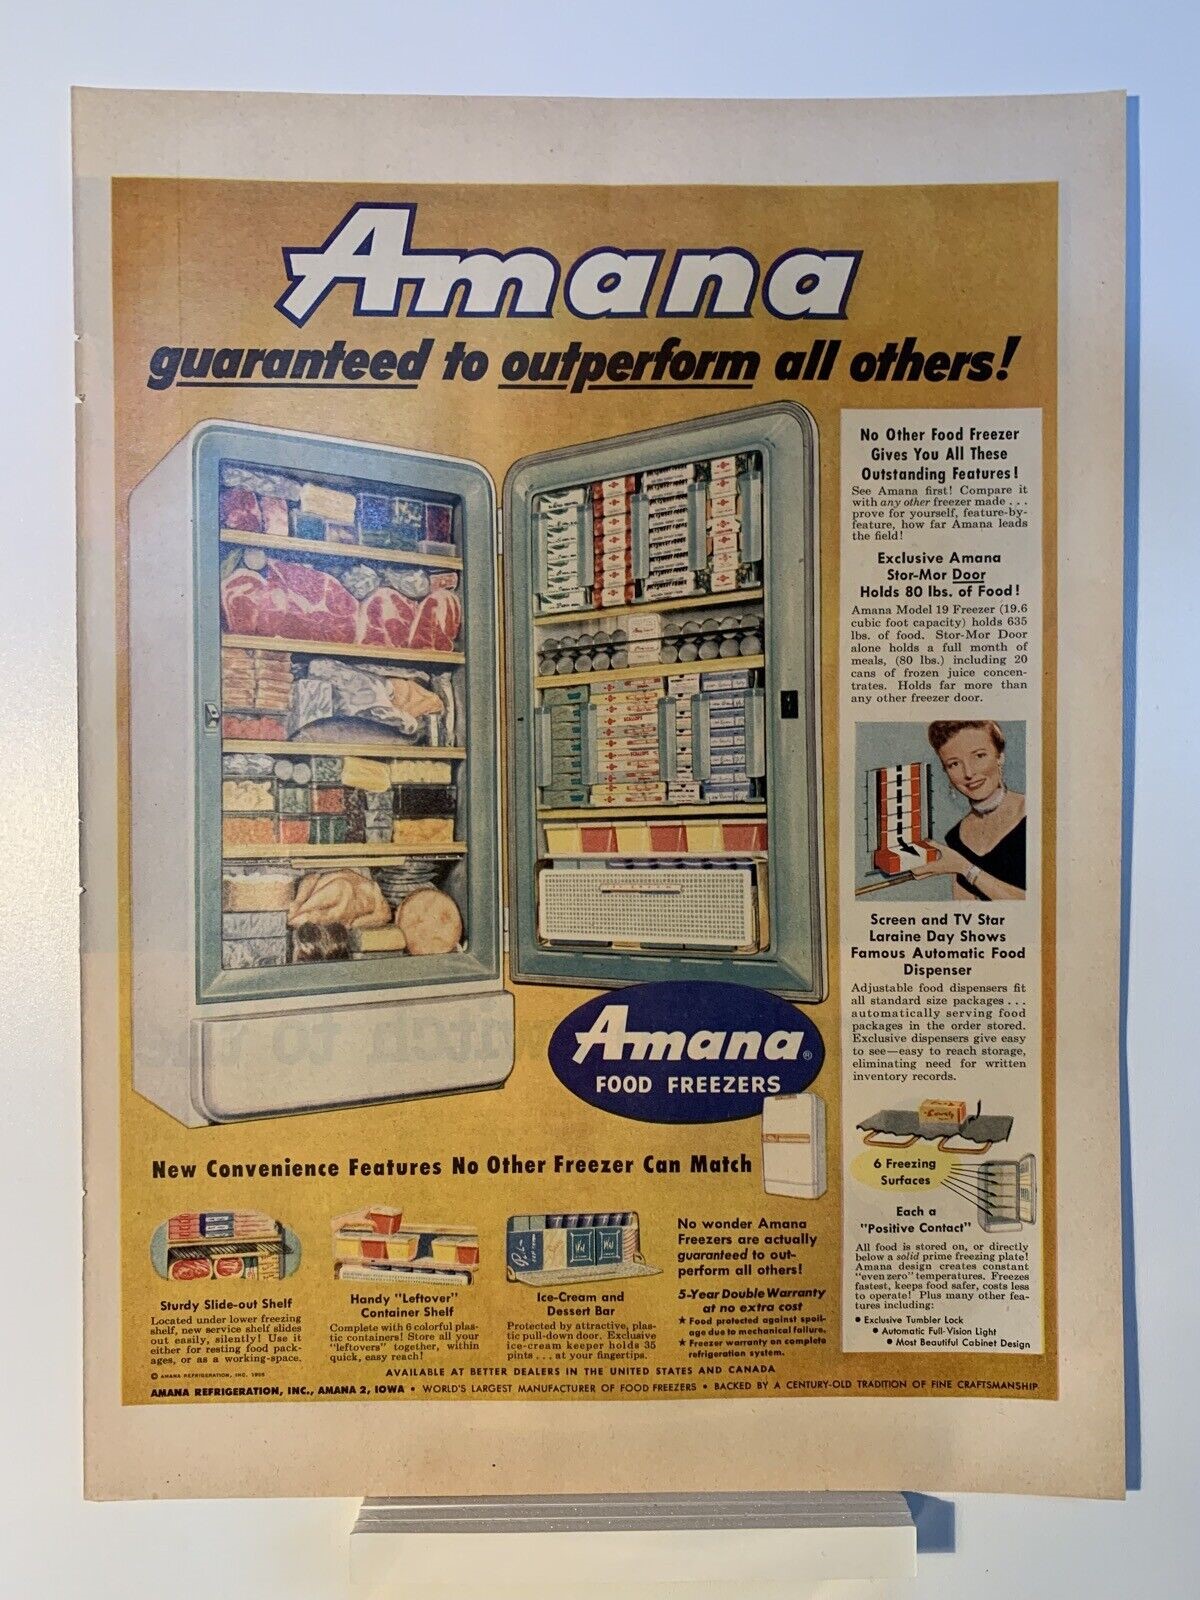 Amana
guaranteed to outperform all others!
No Other Food Freezer
Gives You All These
Outstanding Features!
See Amana first! Compare it
with any other freezer made . . .
prove for yourself, feature-by-
feature, how far Amana leads
the field!
Exclusive Amana
Stor-Mor Door
Holds 80 lbs. of Food!
Amana Model 19 Freezer (19.6
cubic foot capacity) holds 635
lbs. of food. Stor-Mor Door
alone holds a full month of
meals, (80 lbs.) including 20
cans of frozen juice concen-
trates. Holds far more than
any other freezer door.
SCALLOPS
Screen and TV Star
Laraine Day Shows
Famous Automatic Food
Dispenser
Adjustable food dispensers fit
all standard size packages . . .
automatically serving food
packages in the order stored.
Exclusive dispensers give easy
to see—easy to reach storage,
eliminating need for written
inventory records.
6 Freezing
Surfaces
Each a
"Positive Contact"
All food is stored on, or directly
below a solid prime freezing plate!
Amana design creates constant
"even zero" temperatures. Freezes
fastest, keeps food safer, costs less
to operate! Plus many other fea-
tures including:
• Exclusive Tumbler Lock
• Automatic Full-Vision Light
• Most Beautiful Cabinet Design
Amana®
FOOD FREEZERS
New Convenience Features No Other Freezer Can Match
Sturdy Slide-out Shelf
Located under lower freezing
shelf, new service shelf slides
out easily, silently! Use it
either for resting food pack-
ages, or as a working-space.
Handy "Leftover"
Container Shelf
Complete with 6 colorful plas-
tic containers! Store all your
"leftovers" together, within
quick, easy reach!
Ice-Cream and
Dessert Bar
Protected by attractive, plas-
tic pull-down door. Exclusive
ice-cream keeper holds 35
pints . . . at your fingertips.
No wonder Amana
Freezers are actually
guaranteed to out-
perform all others!
5-Year Double Warranty
at no extra cost
★ Food protected against spoil-
age due to mechanical failure.
★ Freezer warranty on complete
refrigeration system.
© AMANA REFRIGERATION, INC.
AVAILABLE AT BETTER DEALERS IN THE UNITED STATES AND CANADA
AMANA REFRIGERATION, INC., AMANA 2, IOWA • WORLD'S LARGEST MANUFACTURER OF FOOD FREEZERS • BACKED BY A CENTURY-OLD TRADITION OF FINE CRAFTSMANSHIP